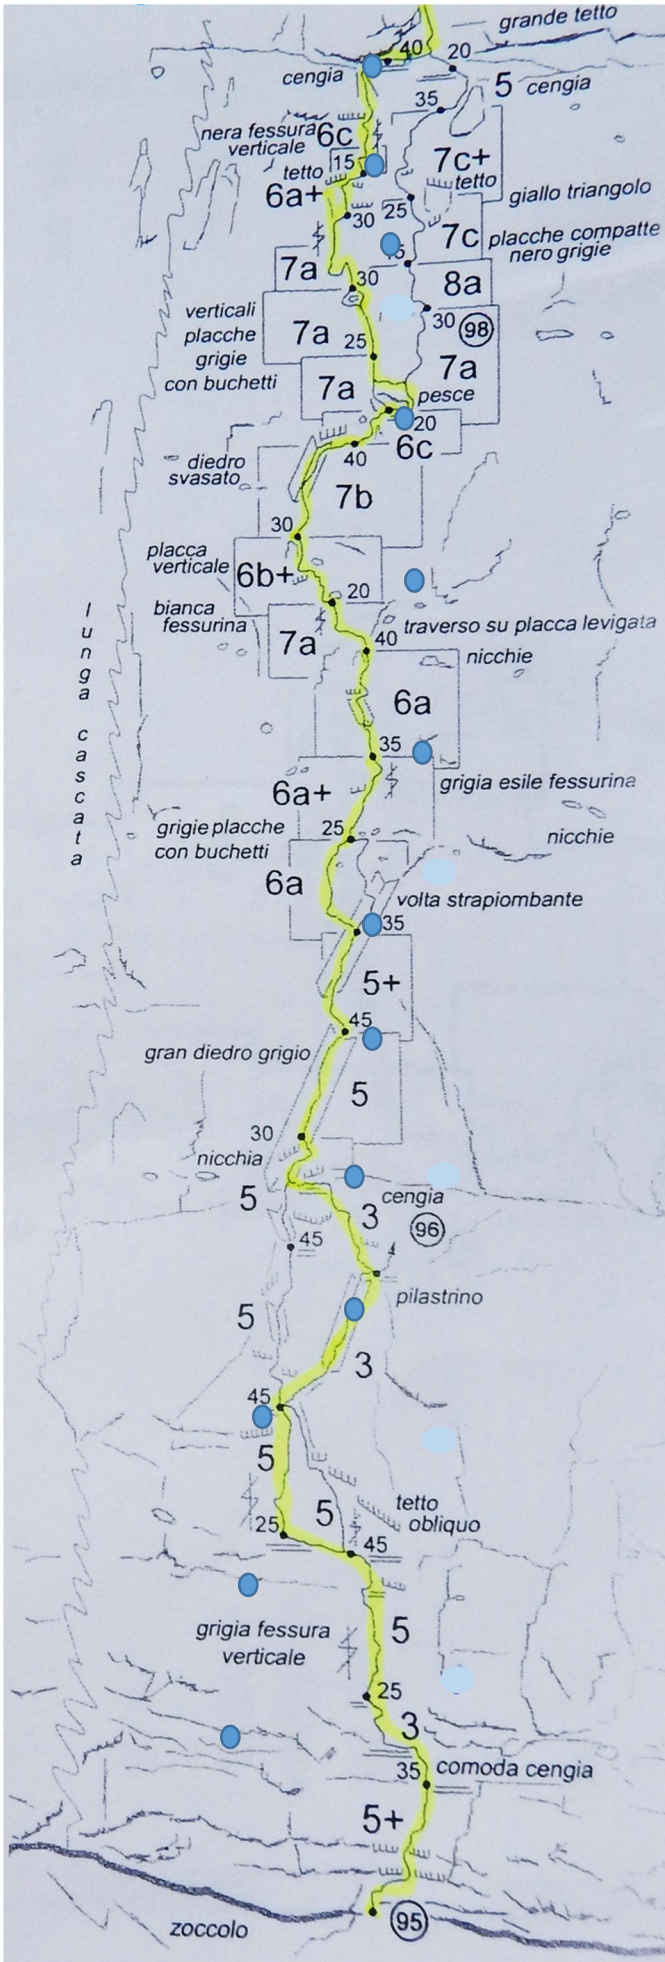 grande tetto
40
20
cengia
5 cengia
35
nera fessura
verticale
6c
7c+
15
tetto
tetto
6a+
giallo triangolo
25
30
7c
placche compatte
nero grigie
7a
8a
30
30
98
verticali
placche
grigie
con buchetti
7a
25
7a
7a
pesce
20
6c
40
diedro
svasato
7b
30
placca
verticale
6b+
20
bianca
fessurina
7a
traverso su placca levigata
40
nicchie
lunga cascata
6a
35
6a+
grigia esile fessurina
25
grigie placche
con buchetti
nicchie
6a
volta strapiombante
35
5+
45
gran diedro grigio
5
30
nicchia
5
cengia
3
96
45
pilastrino
5
3
45
5
5
tetto
obliquo
25
45
5
grigia fessura
verticale
25
3
35
comoda cengia
5+
zoccolo
95